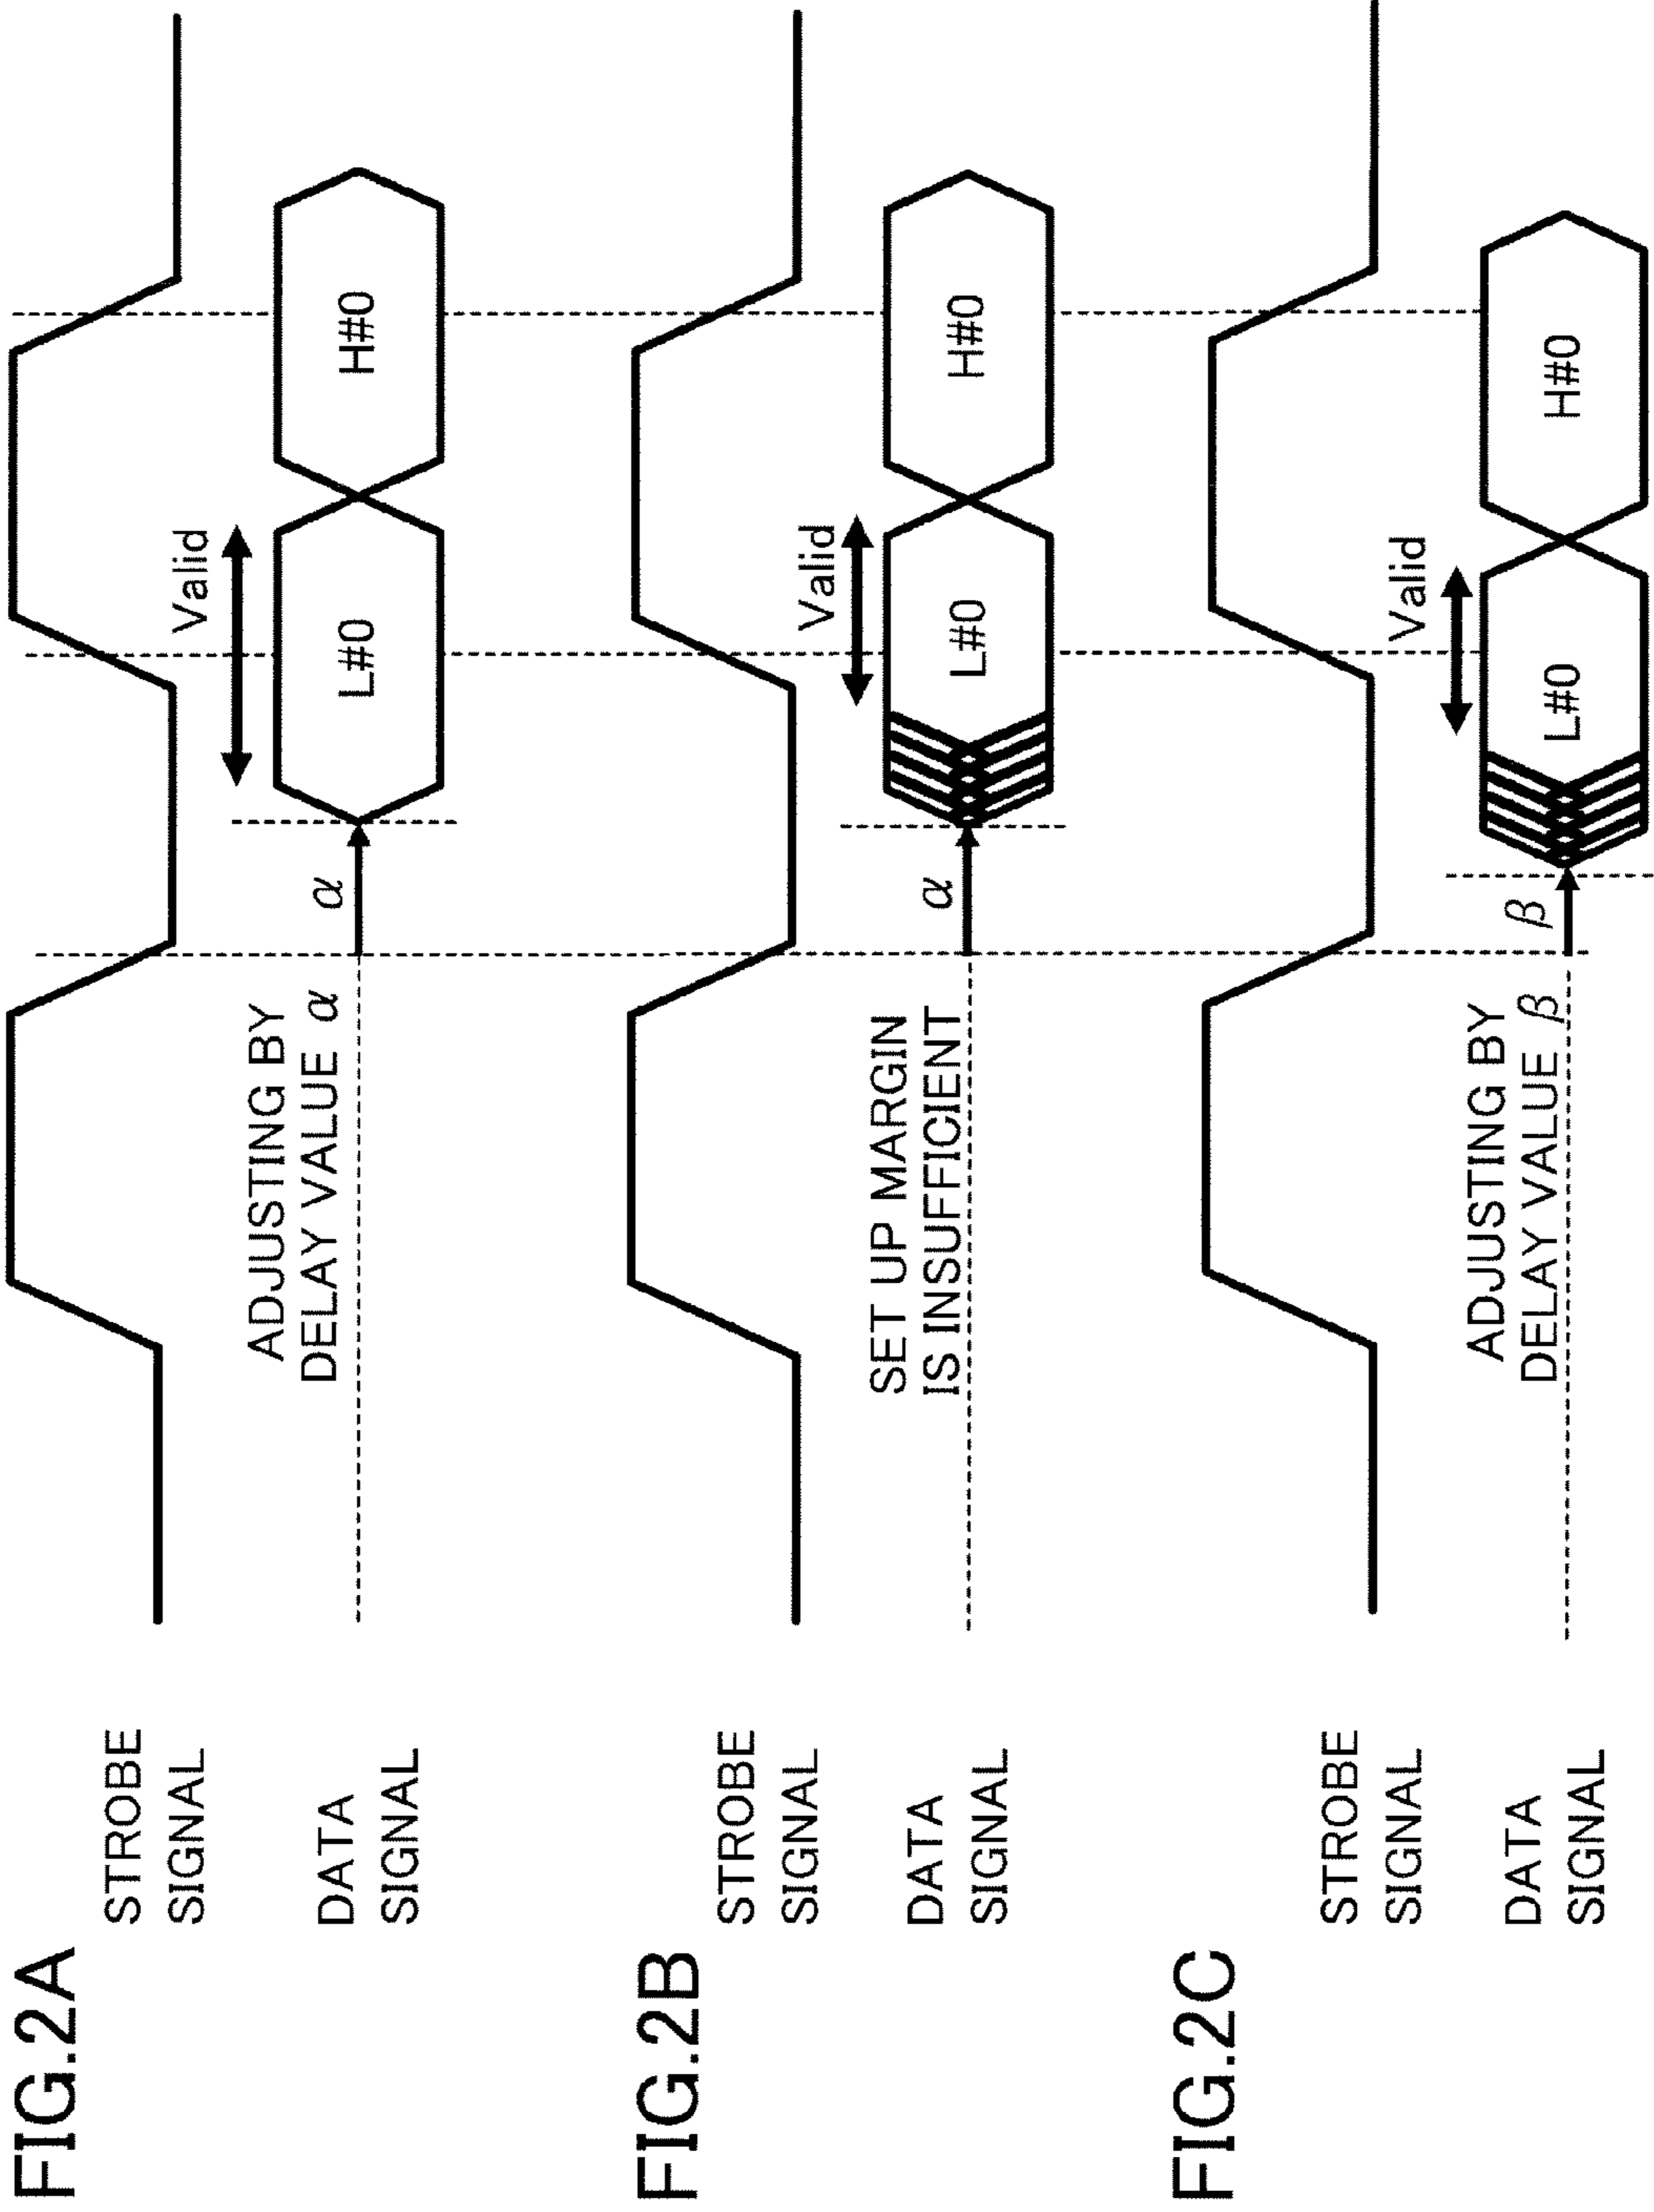 FIG.2A
STROBE
SIGNAL
Valid
DATA
SIGNAL
ADJUSTING BY
DELAY VALUE α
α
L#0
H#0
FIG.2B
STROBE
SIGNAL
Valid
DATA
SIGNAL
SET UP MARGIN
IS INSUFFICIENT
α
L#0
H#0
FIG.2C
STROBE
SIGNAL
Valid
DATA
SIGNAL
ADJUSTING BY
DELAY VALUE β
β
L#0
H#0